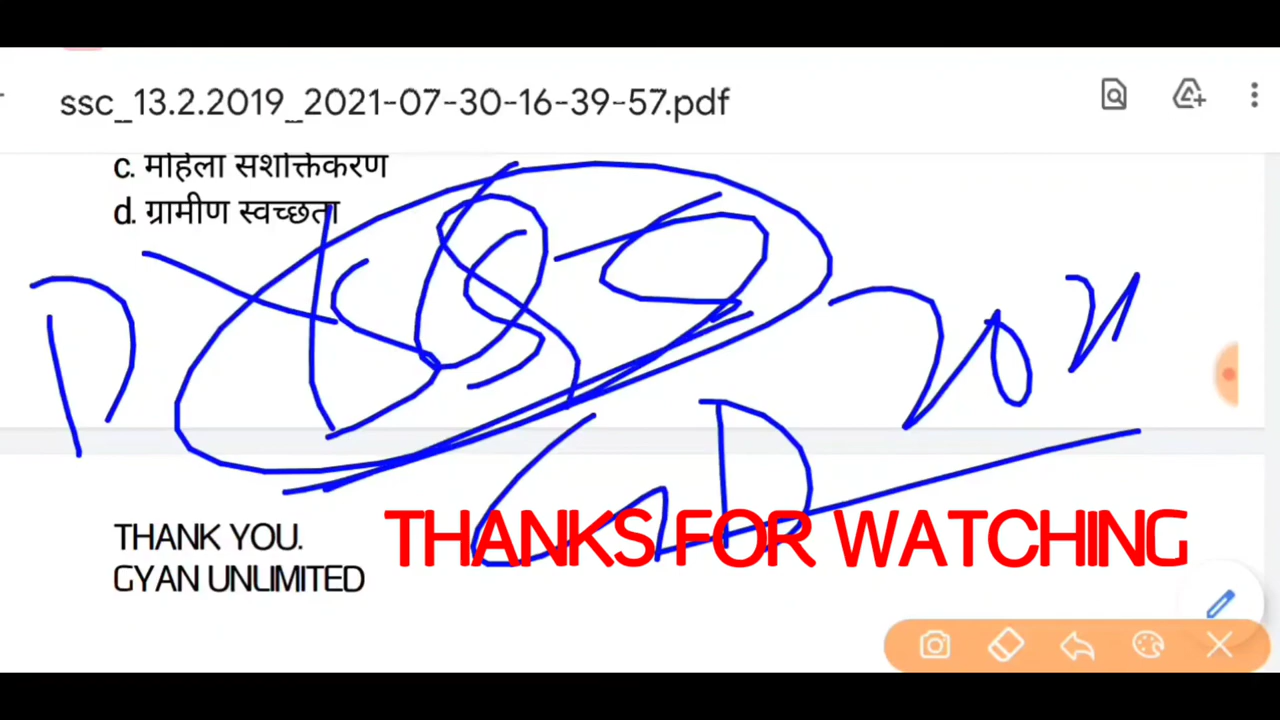 ssc_13.2.2019_2021-07-30-16-39-57.pdf
c. महिला सशक्तिकरण
d. ग्रामीण स्वच्छता
GD
THANK YOU.
GYAN UNLIMITED
THANKS FOR WATCHING